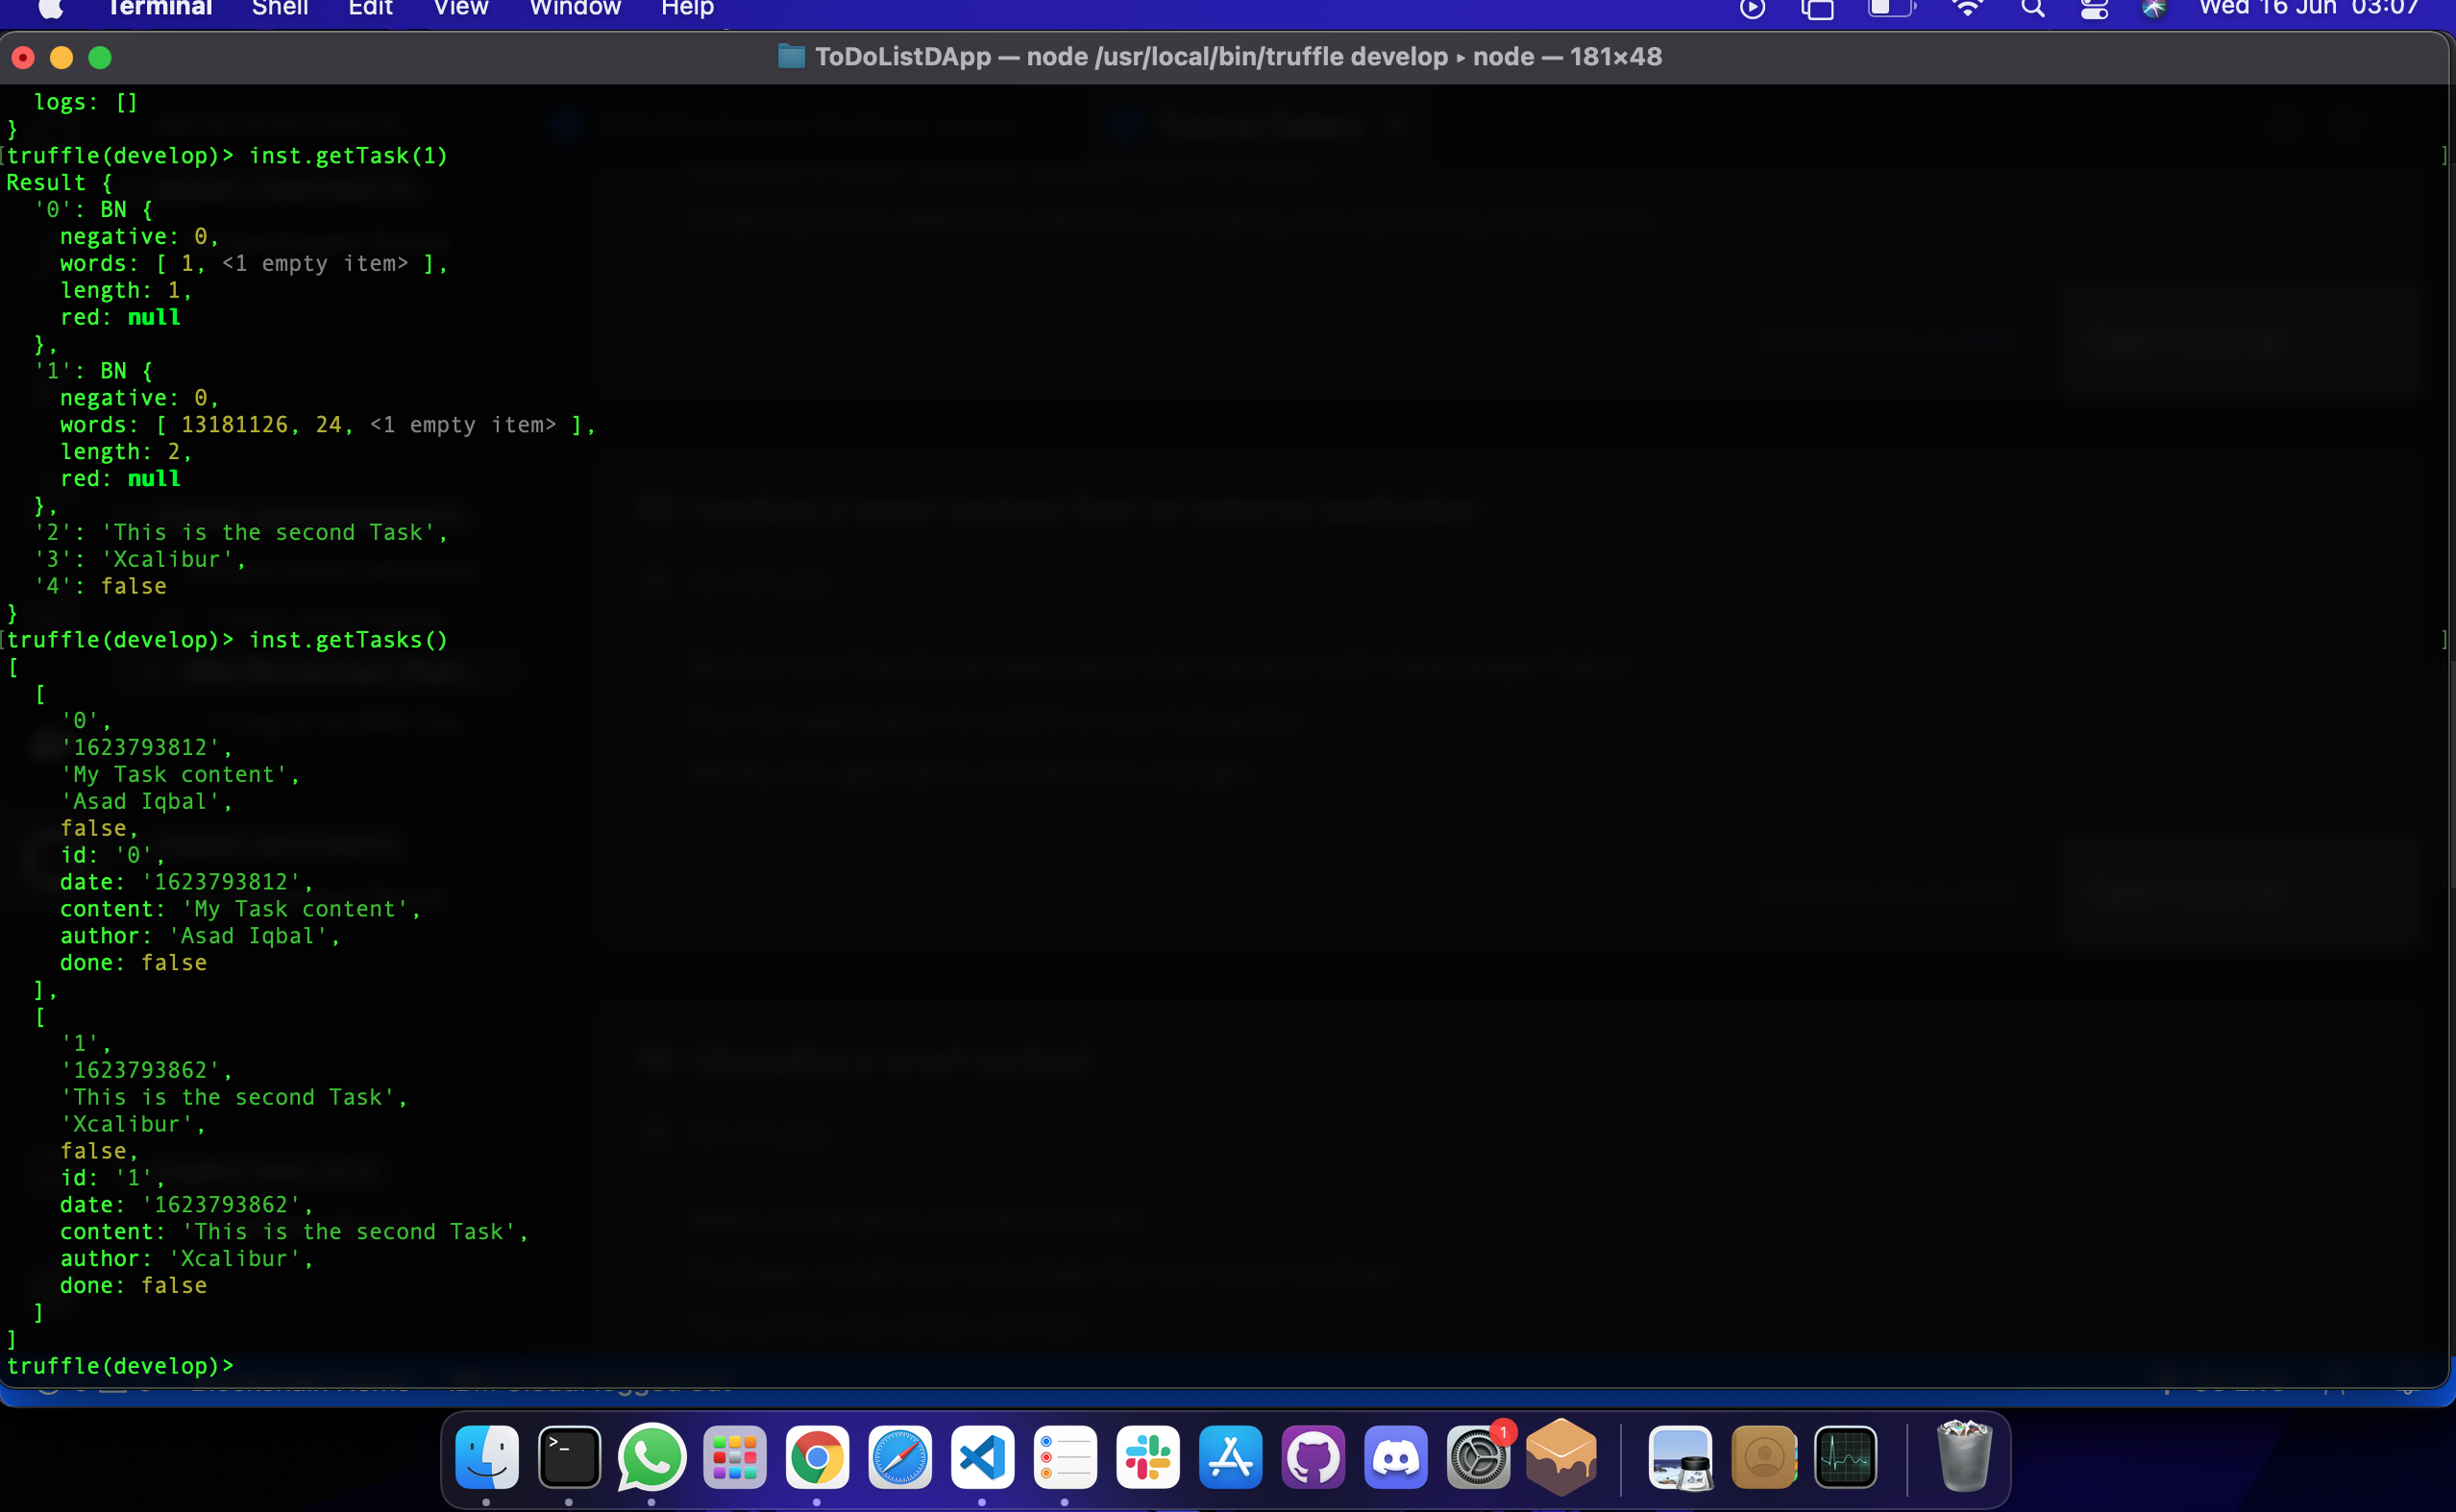 Terminal Shell Edit View Window Help Wed 16 Jun 03:07
ToDoListDApp — node /usr/local/bin/truffle develop ▸ node — 181×48
  logs: []
}
[truffle(develop)> inst.getTask(1) ]
Result {
  '0': BN {
    negative: 0,
    words: [ 1, <1 empty item> ],
    length: 1,
    red: null
  },
  '1': BN {
    negative: 0,
    words: [ 13181126, 24, <1 empty item> ],
    length: 2,
    red: null
  },
  '2': 'This is the second Task',
  '3': 'Xcalibur',
  '4': false
}
[truffle(develop)> inst.getTasks() ]
[
  [
    '0',
    '1623793812',
    'My Task content',
    'Asad Iqbal',
    false,
    id: '0',
    date: '1623793812',
    content: 'My Task content',
    author: 'Asad Iqbal',
    done: false
  ],
  [
    '1',
    '1623793862',
    'This is the second Task',
    'Xcalibur',
    false,
    id: '1',
    date: '1623793862',
    content: 'This is the second Task',
    author: 'Xcalibur',
    done: false
  ]
]
truffle(develop)>
>_
1